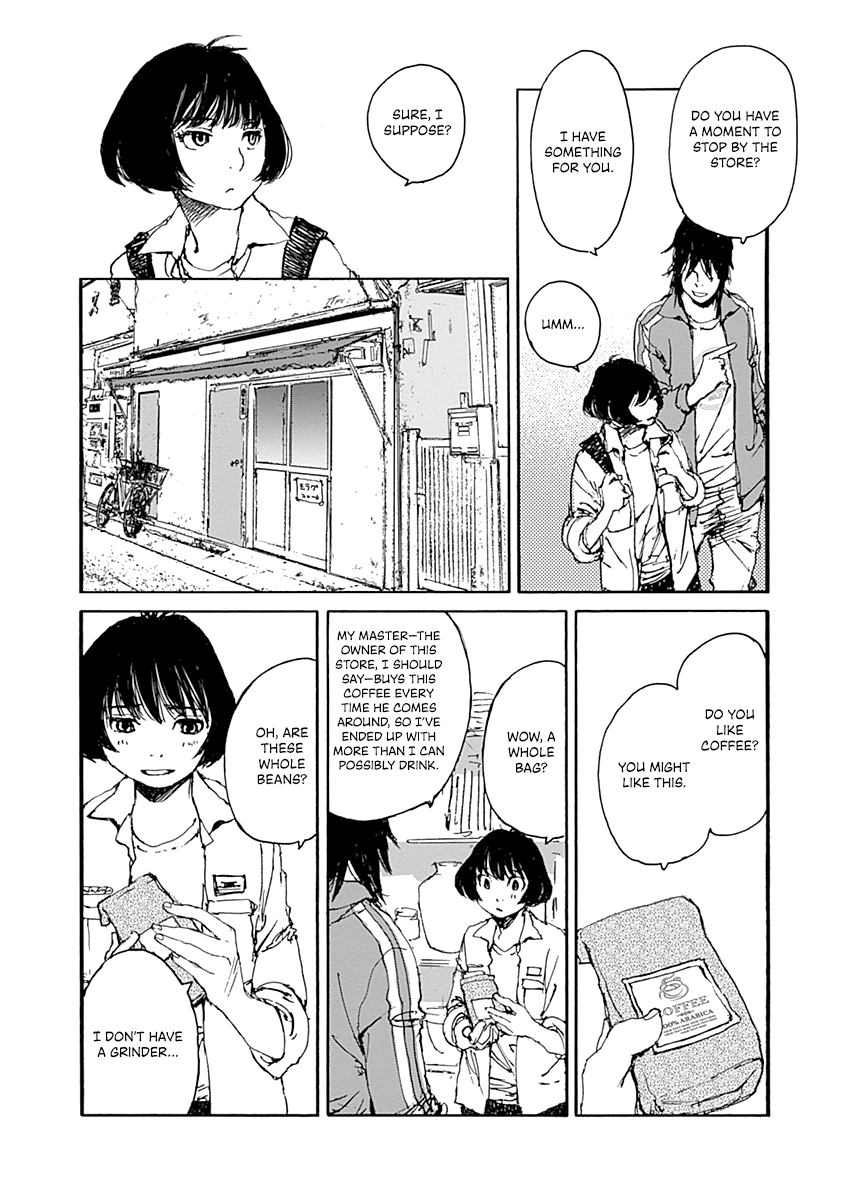 DO YOU HAVE
A MOMENT TO
STOP BY THE
STORE?
I HAVE
SOMETHING
FOR YOU.
UMM...
SURE, I
SUPPOSE?
DO YOU
LIKE
COFFEE?
YOU MIGHT
LIKE THIS.
COFFEE
100% ARABICA
WOW, A
WHOLE
BAG?
MY MASTER—THE
OWNER OF THIS
STORE, I SHOULD
SAY—BUYS THIS
COFFEE EVERY
TIME HE COMES
AROUND, SO I'VE
ENDED UP WITH
MORE THAN I CAN
POSSIBLY DRINK.
OH, ARE
THESE
WHOLE
BEANS?
I DON'T HAVE
A GRINDER...